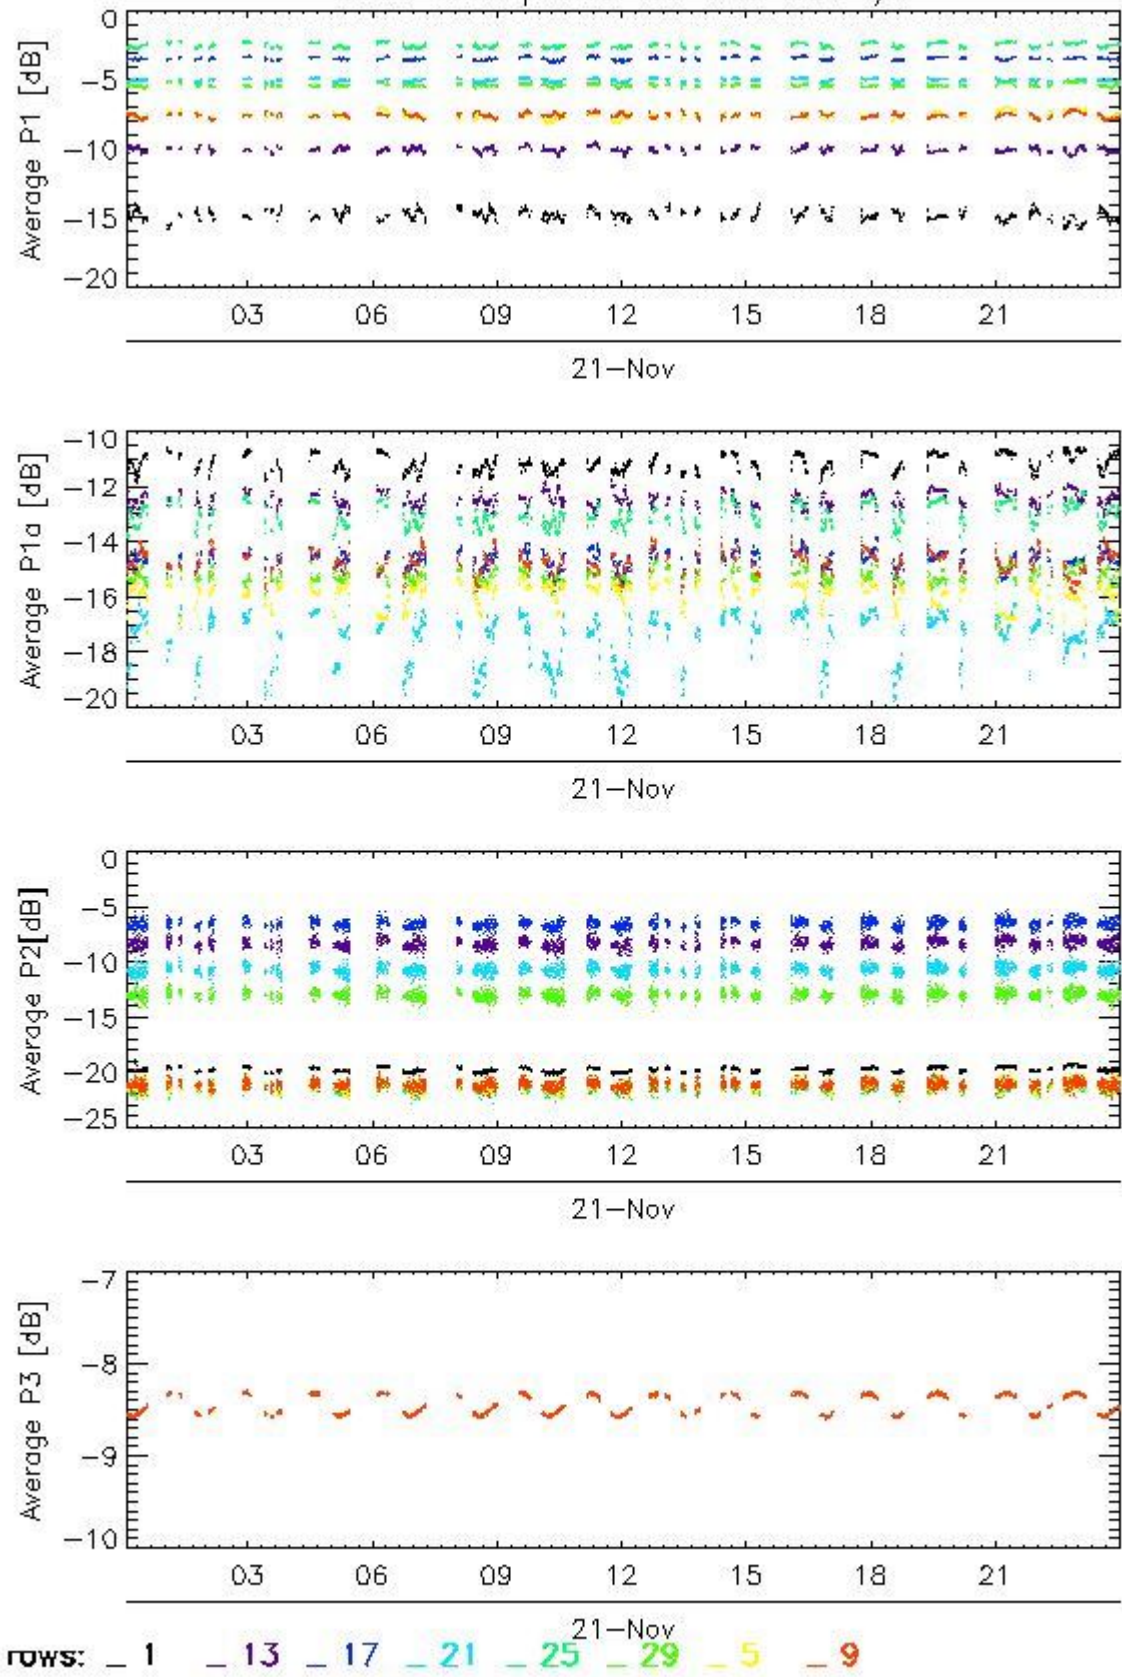 Average P1 [dB]
0
-5
-10
-15
-20
03 06 09 12 15 18 21
21-Nov
Average P1a [dB]
-10
-12
-14
-16
-18
-20
03 06 09 12 15 18 21
21-Nov
Average P2[dB]
0
-5
-10
-15
-20
-25
03 06 09 12 15 18 21
21-Nov
Average P3 [dB]
-7
-8
-9
-10
03 06 09 12 15 18 21
21-Nov
rows: _ 1 _ 13 _ 17 _ 21 _ 25 _ 29 _ 5 _ 9